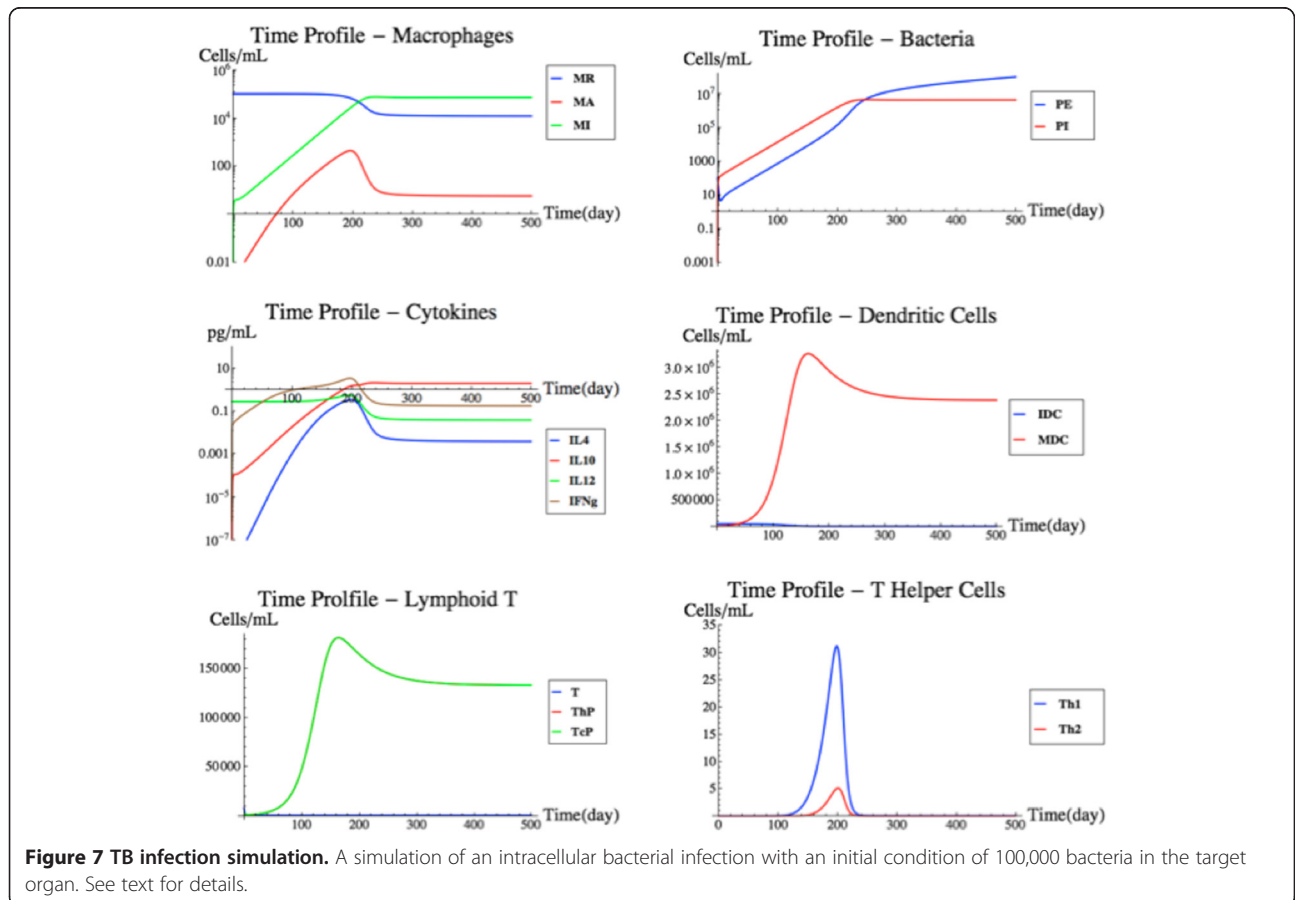 Time Profile – Macrophages
Cells/mL
10^6
10^4
100
0.01
100 200 300 400 500
Time(day)
MR
MA
MI
Time Profile – Bacteria
Cells/mL
10^7
10^5
1000
10
0.1
0.001
100 200 300 400 500
Time(day)
PE
PI
Time Profile – Cytokines
pg/mL
10
0.1
0.001
10^-5
10^-7
100 200 300 400 500
Time(day)
IL4
IL10
IL12
IFNg
Time Profile – Dendritic Cells
Cells/mL
3.0 × 10^6
2.5 × 10^6
2.0 × 10^6
1.5 × 10^6
1.0 × 10^6
500000
100 200 300 400 500
Time(day)
IDC
MDC
Time Prolfile – Lymphoid T
Cells/mL
150000
100000
50000
0 100 200 300 400 500
Time(day)
T
ThP
TcP
Time Profile – T Helper Cells
Cells/mL
35
30
25
20
15
10
5
0 100 200 300 400 500
Time(day)
Th1
Th2
Figure 7 TB infection simulation. A simulation of an intracellular bacterial infection with an initial condition of 100,000 bacteria in the target
organ. See text for details.